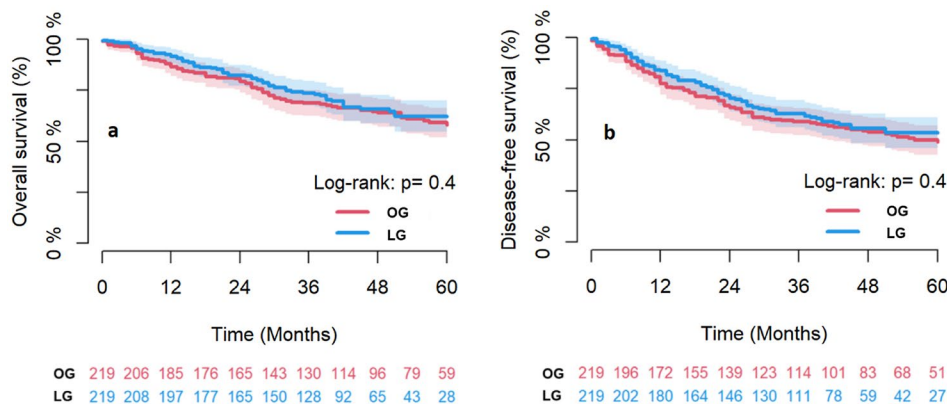 100 %
50 %
0 %
Overall survival (%)
a
Log-rank: p= 0.4
OG
LG
0 12 24 36 48 60
Time (Months)
OG 219 206 185 176 165 143 130 114 96 79 59
LG 219 208 197 177 165 150 128 92 65 43 28
100 %
50 %
0 %
Disease-free survival (%)
b
Log-rank: p= 0.4
OG
LG
0 12 24 36 48 60
Time (Months)
OG 219 196 172 155 139 123 114 101 83 68 51
LG 219 202 180 164 146 130 111 78 59 42 27